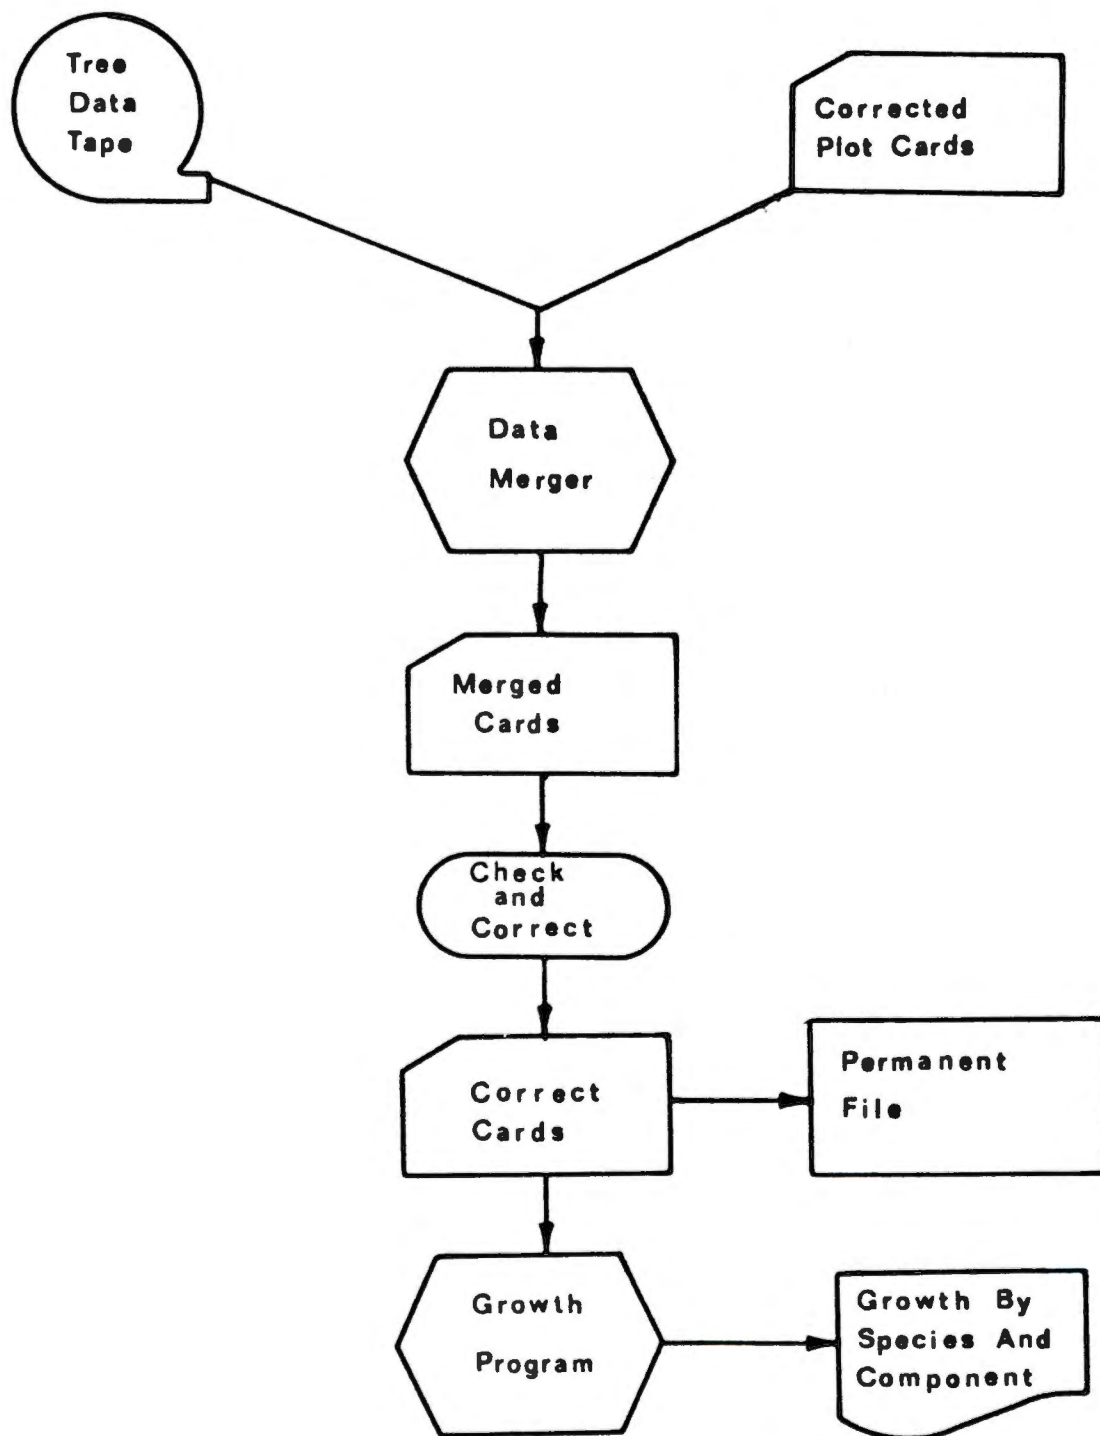 Tree
Data
Tape
Corrected
Plot Cards
Data
Merger
Merged
Cards
Check
and
Correct
Correct
Cards
Permanent
File
Growth
Program
Growth By
Species And
Component